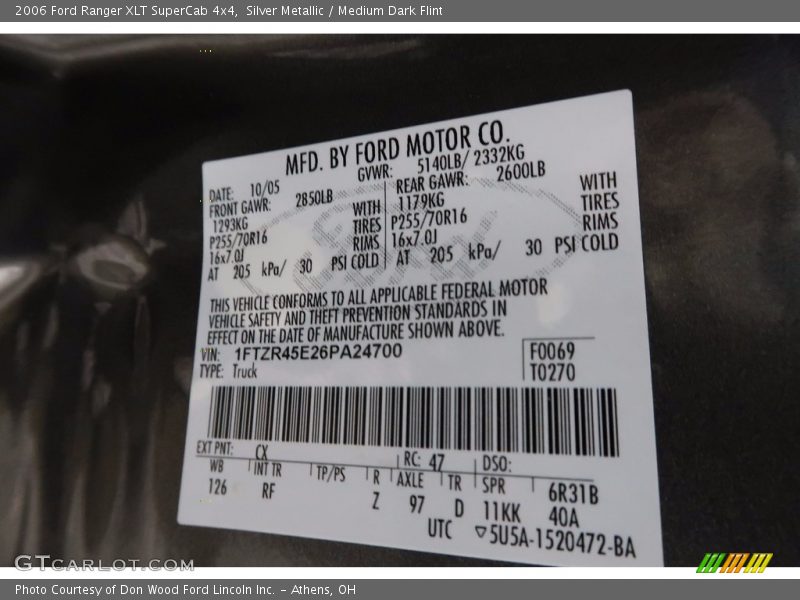 2006 Ford Ranger XLT SuperCab 4x4, Silver Metallic / Medium Dark Flint
MFD. BY FORD MOTOR CO.
DATE: 10/05 GVWR: 5140LB/ 2332KG
FRONT GAWR: 2850LB REAR GAWR: 2600LB
1293KG WITH 1179KG WITH
P255/70R16 TIRES P255/70R16 TIRES
16x7.0J RIMS 16x7.0J RIMS
AT 205 kPa/ 30 PSI COLD AT 205 kPa/ 30 PSI COLD
THIS VEHICLE CONFORMS TO ALL APPLICABLE FEDERAL MOTOR
VEHICLE SAFETY AND THEFT PREVENTION STANDARDS IN
EFFECT ON THE DATE OF MANUFACTURE SHOWN ABOVE.
VIN: 1FTZR45E26PA24700 F0069
TYPE: Truck T0270
EXT PNT: CX RC: 47 DSO:
WB INT TR TP/PS R AXLE TR SPR 6R31B
126 RF Z 97 D 11KK 40A
UTC ▽5U5A-1520472-BA
GTCarLot.com
Photo Courtesy of Don Wood Ford Lincoln Inc. - Athens, OH